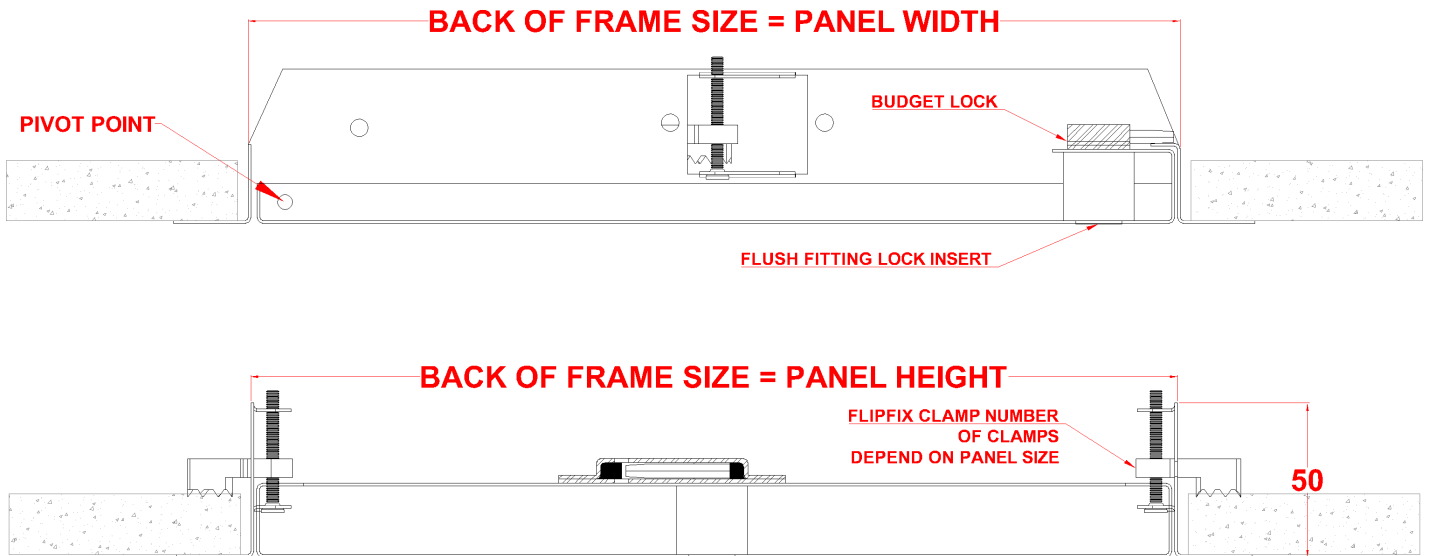 BACK OF FRAME SIZE = PANEL WIDTH
BUDGET LOCK
PIVOT POINT
FLUSH FITTING LOCK INSERT
BACK OF FRAME SIZE = PANEL HEIGHT
FLIPFIX CLAMP NUMBER
OF CLAMPS
DEPEND ON PANEL SIZE
50